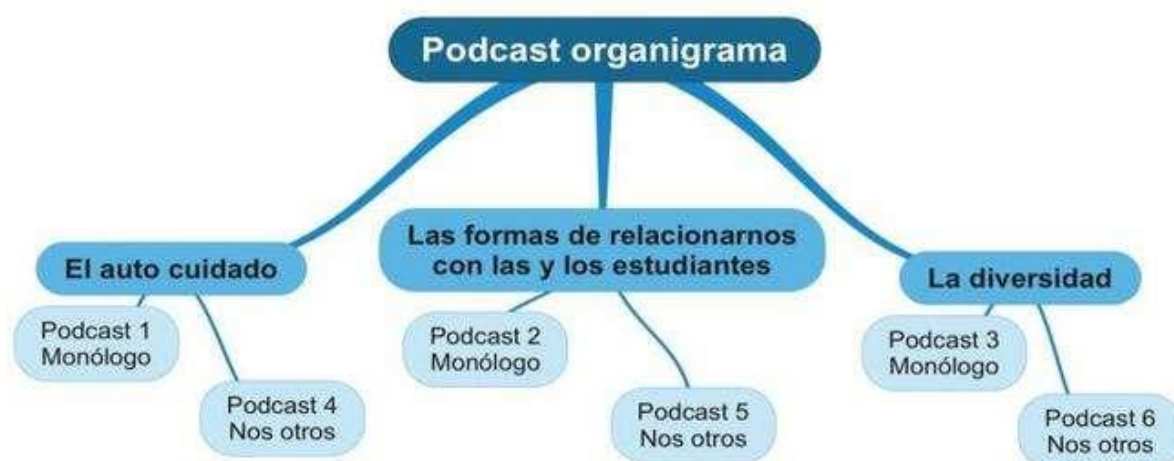 Podcast organigrama
El auto cuidado
Podcast 1
Monólogo
Podcast 4
Nos otros
Las formas de relacionarnos
con las y los estudiantes
Podcast 2
Monólogo
Podcast 5
Nos otros
La diversidad
Podcast 3
Monólogo
Podcast 6
Nos otros